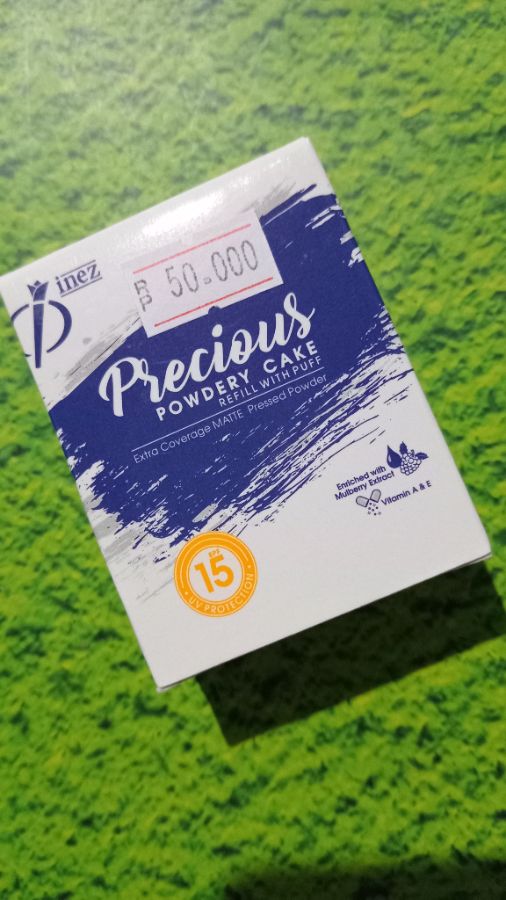 inez
Rp 50.000
Precious
POWDERY CAKE
REFILL WITH PUFF
Extra Coverage MATTE Pressed Powder
Enriched with
Mulberry Extract
Vitamin A & E
SPF
15
• UV PROTECTION •